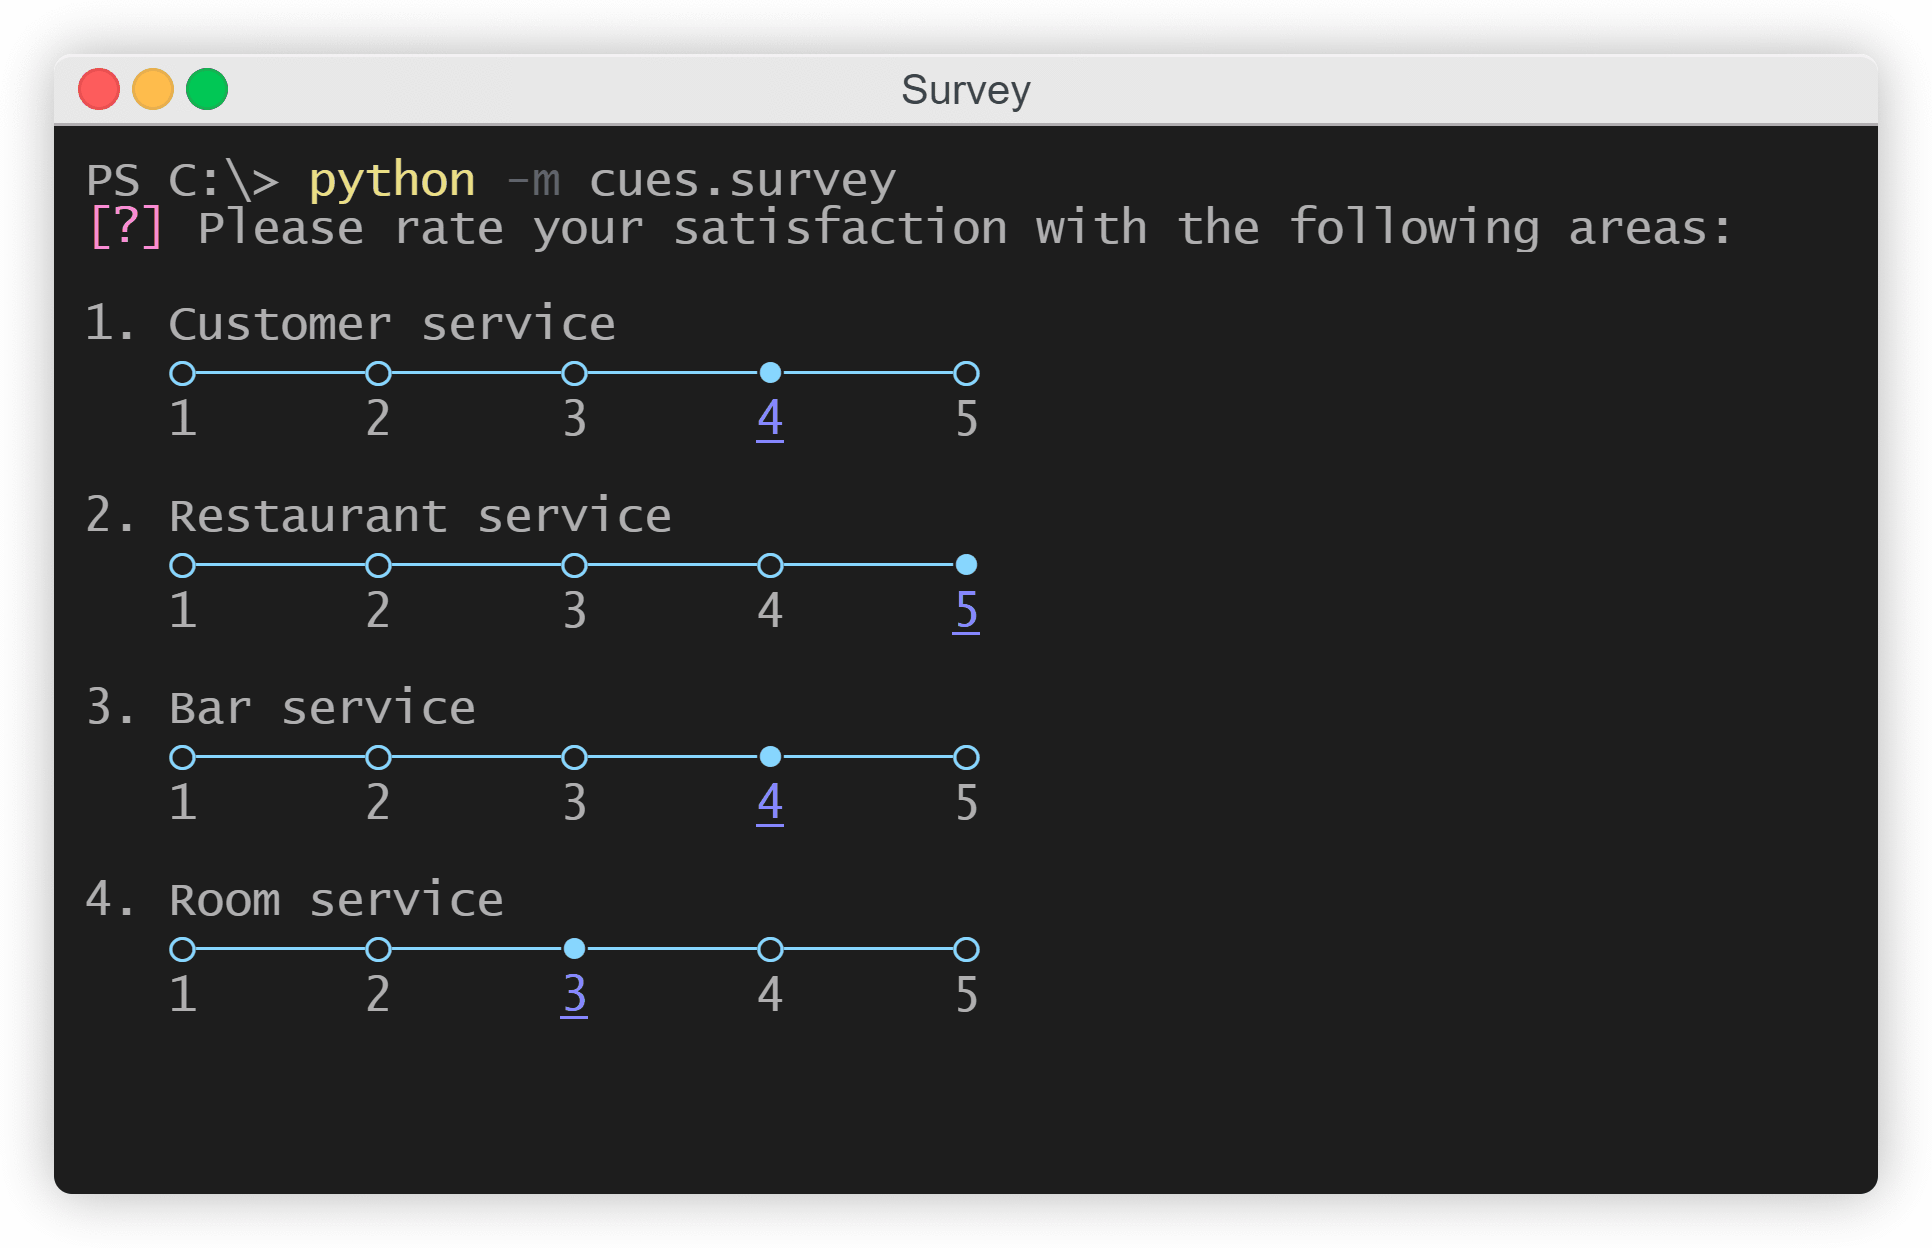 Survey
PS C:\> python -m cues.survey
[?] Please rate your satisfaction with the following areas:
1. Customer service
1 2 3 4 5
2. Restaurant service
1 2 3 4 5
3. Bar service
1 2 3 4 5
4. Room service
1 2 3 4 5